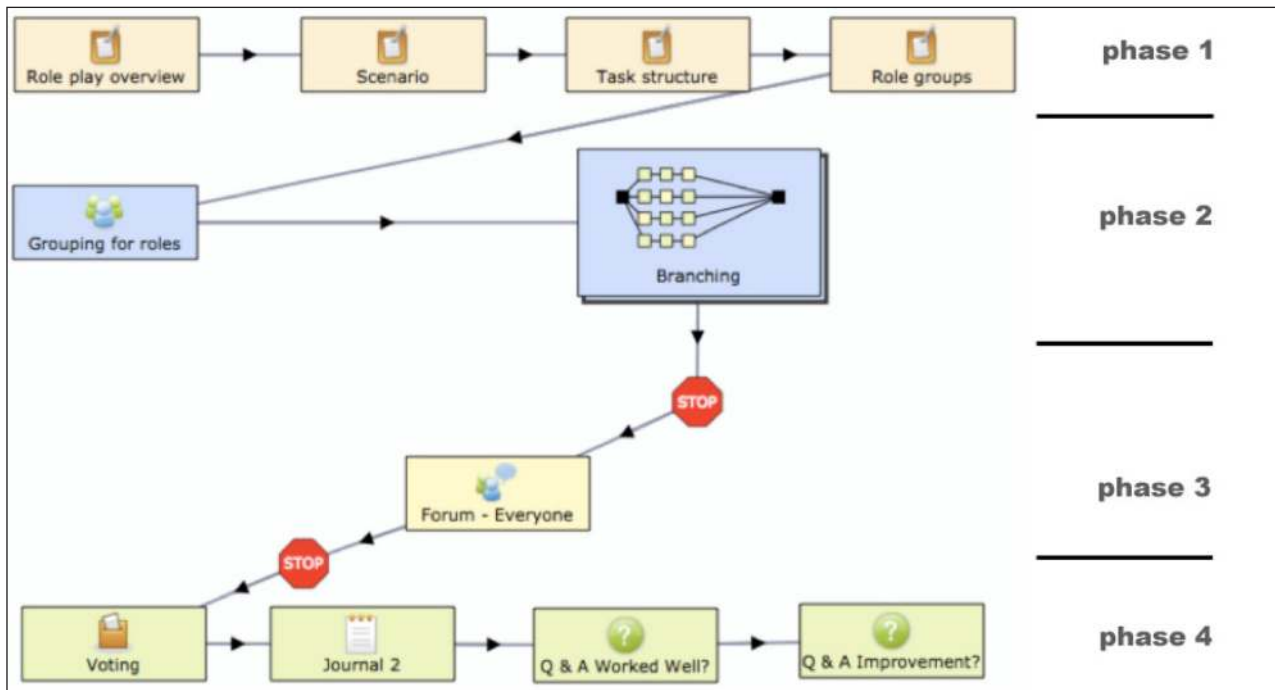 Role play overview
Scenario
Task structure
Role groups
phase 1
Grouping for roles
Branching
phase 2
STOP
Forum - Everyone
phase 3
STOP
Voting
Journal 2
Q & A Worked Well?
Q & A Improvement?
phase 4